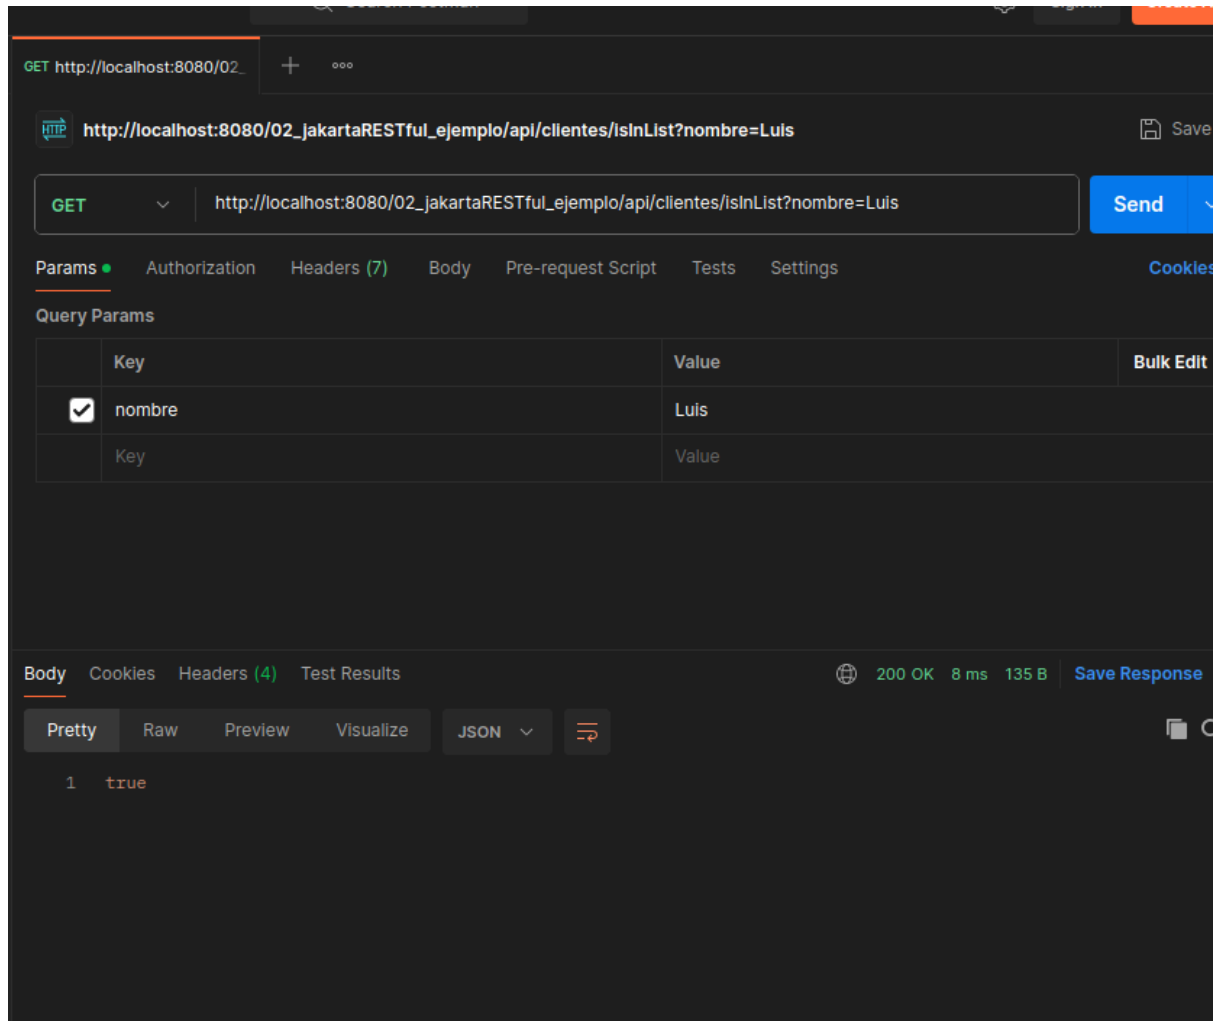 GET http://localhost:8080/02_
HTTP http://localhost:8080/02_jakartaRESTful_ejemplo/api/clientes/isInList?nombre=Luis Save
GET http://localhost:8080/02_jakartaRESTful_ejemplo/api/clientes/isInList?nombre=Luis Send
Params Authorization Headers (7) Body Pre-request Script Tests Settings Cookies
Query Params
Key Value Bulk Edit
nombre Luis
Key Value
Body Cookies Headers (4) Test Results 200 OK 8 ms 135 B Save Response
Pretty Raw Preview Visualize JSON
1 true